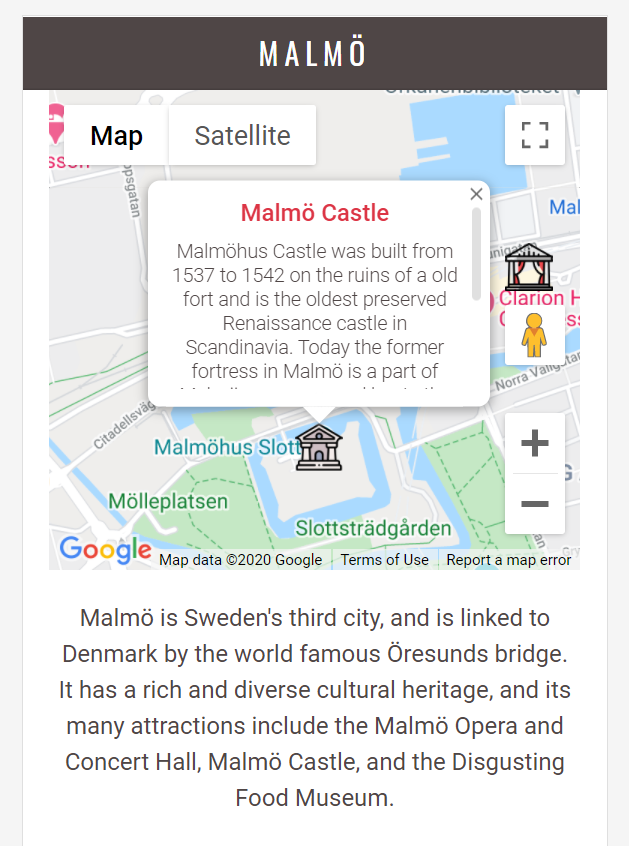 MALMÖ
Map
Satellite
Malmö Castle
Malmöhus Castle was built from
1537 to 1542 on the ruins of a old
fort and is the oldest preserved
Renaissance castle in
Scandinavia. Today the former
fortress in Malmö is a part of
Mal
Clarion H
Norra Vallgatan
Citadellsväg
Malmöhus Slott
Mölleplatsen
Slottsträdgården
Google
Map data ©2020 Google
Terms of Use
Report a map error
Malmö is Sweden's third city, and is linked to
Denmark by the world famous Öresunds bridge.
It has a rich and diverse cultural heritage, and its
many attractions include the Malmö Opera and
Concert Hall, Malmö Castle, and the Disgusting
Food Museum.